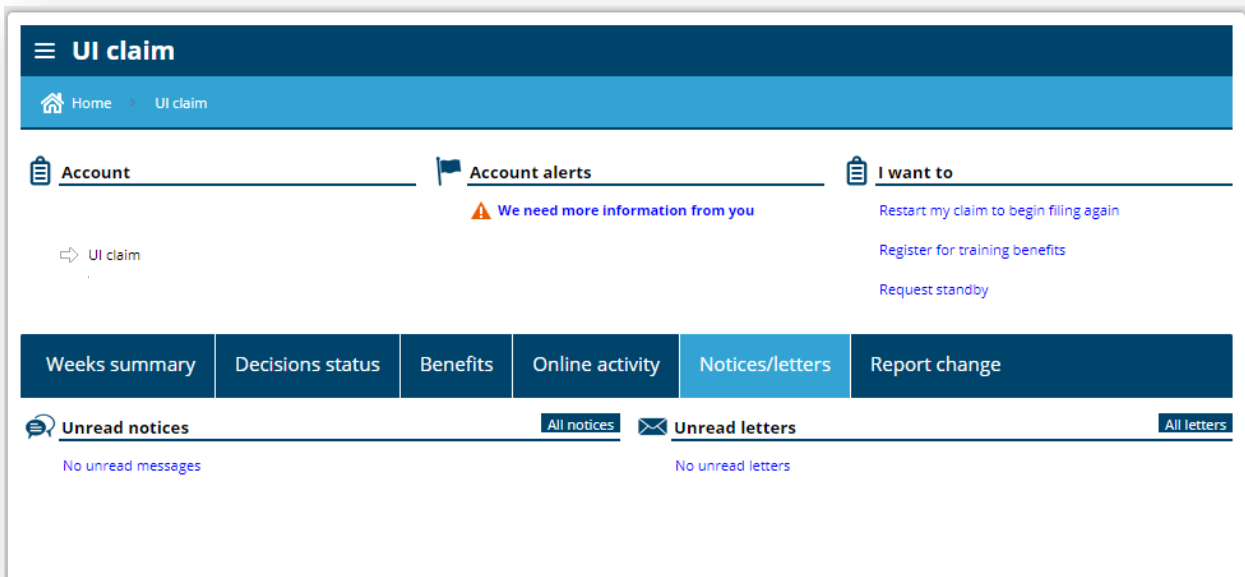 UI claim
Home UI claim
Account
UI claim
Account alerts
We need more information from you
I want to
Restart my claim to begin filing again
Register for training benefits
Request standby
Weeks summary Decisions status Benefits Online activity Notices/letters Report change
Unread notices All notices
No unread messages
Unread letters All letters
No unread letters